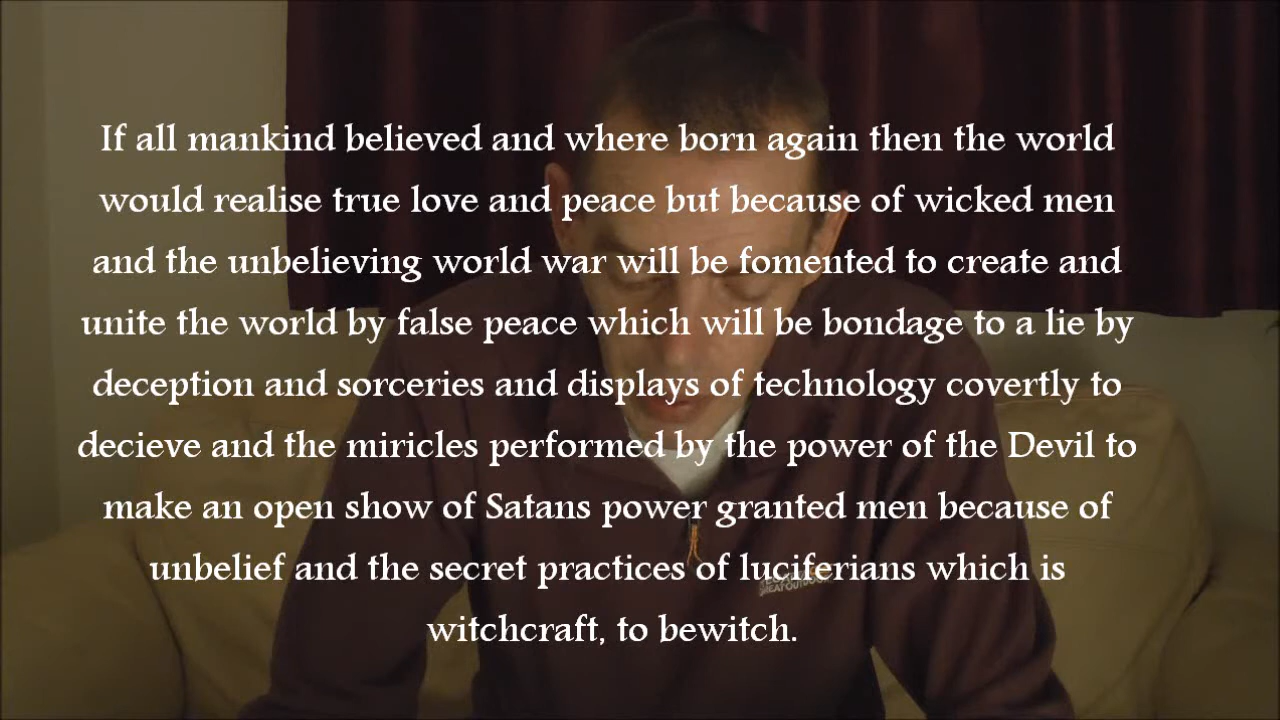 If all mankind believed and where born again then the world
would realise true love and peace but because of wicked men
and the unbelieving world war will be fomented to create and
unite the world by false peace which will be bondage to a lie by
deception and sorceries and displays of technology covertly to
decieve and the miricles performed by the power of the Devil to
make an open show of Satans power granted men because of
unbelief and the secret practices of luciferians which is
witchcraft, to bewitch.